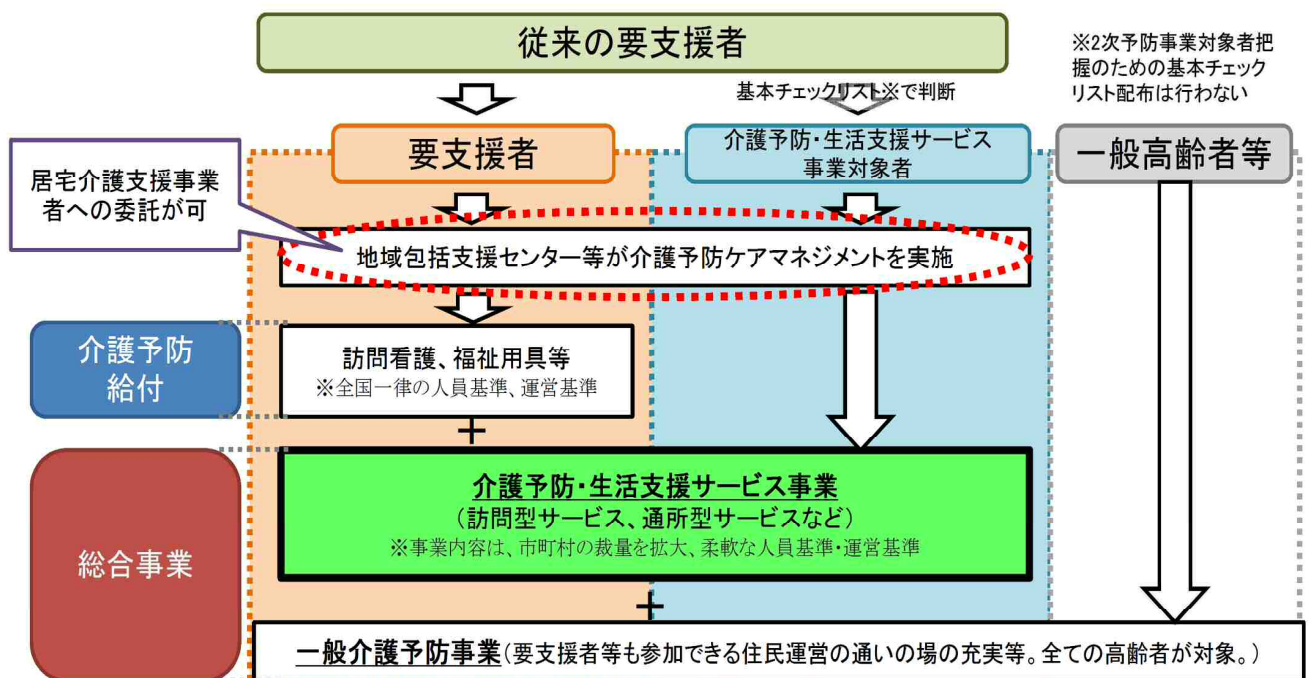 従来の要支援者
※2次予防事業対象者把
握のための基本チェック
リスト配布は行わない
基本チェックリスト※で判断
要支援者
介護予防・生活支援サービス
事業対象者
一般高齢者等
居宅介護支援事業
者への委託が可
地域包括支援センター等が介護予防ケアマネジメントを実施
介護予防
給付
訪問看護、福祉用具等
※全国一律の人員基準、運営基準
＋
総合事業
介護予防・生活支援サービス事業
（訪問型サービス、通所型サービスなど）
※事業内容は、市町村の裁量を拡大、柔軟な人員基準・運営基準
＋
一般介護予防事業（要支援者等も参加できる住民運営の通いの場の充実等。全ての高齢者が対象。）